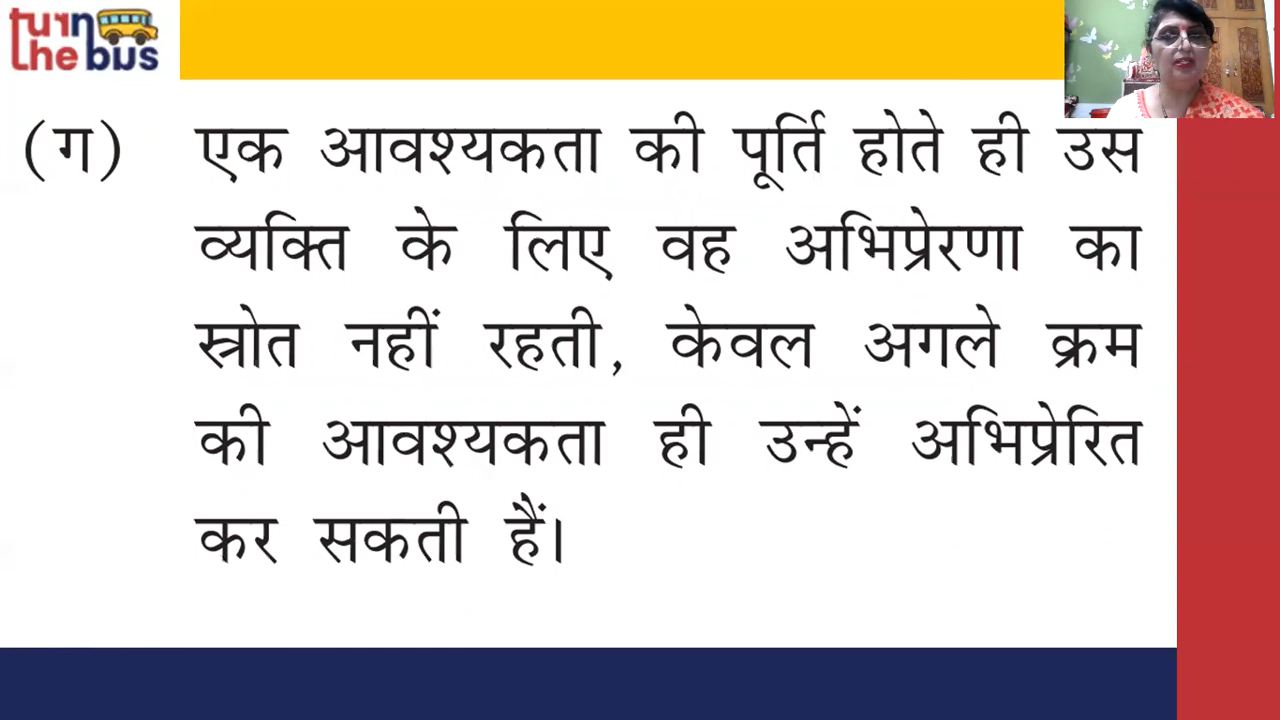 turn
the bus
(ग) एक आवश्यकता की पूर्ति होते ही उस
व्यक्ति के लिए वह अभिप्रेरणा का
स्रोत नहीं रहती, केवल अगले क्रम
की आवश्यकता ही उन्हें अभिप्रेरित
कर सकती हैं।